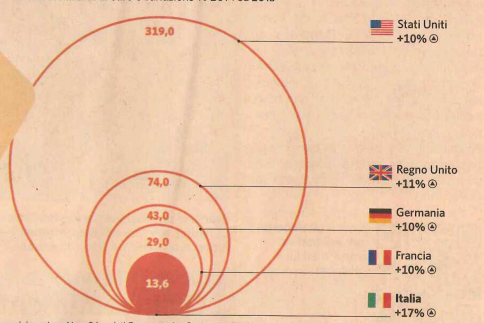 319,0
Stati Uniti
+10%
74,0
Regno Unito
+11%
43,0
Germania
+10%
29,0
Francia
+10%
13,6
Italia
+17%